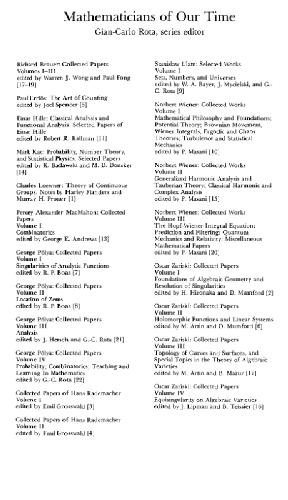 Mathematicians of Our Time
Gian-Carlo Rota, series editor
Richard Brauer: Collected Papers
Volumes I–III
edited by Warren J. Wong and Paul Fong
[17–19]
Paul Erdős: The Art of Counting
edited by Joel Spencer [5]
Einar Hille: Classical Analysis and
Functional Analysis, Selected Papers of
Einar Hille
edited by Robert R. Kallman [11]
Mark Kac: Probability, Number Theory,
and Statistical Physics, Selected Papers
edited by K. Baclawski and M. D. Donsker
[14]
Charles Loewner: Theory of Continuous
Groups, Notes by Harley Flanders and
Murray H. Protter [1]
Percy Alexander MacMahon: Collected
Papers
Volume I
Combinatorics
edited by George E. Andrews [13]
George Pólya: Collected Papers
Volume I
Singularities of Analytic Functions
edited by R. P. Boas [7]
George Pólya: Collected Papers
Volume II
Location of Zeros
edited by R. P. Boas [8]
George Pólya: Collected Papers
Volume III
Analysis
edited by J. Hersch and G.-C. Rota [21]
George Pólya: Collected Papers
Volume IV
Probability, Combinatorics, Teaching and
Learning in Mathematics
edited by G.-C. Rota [22]
Collected Papers of Hans Rademacher
Volume I
edited by Emil Grosswald [3]
Collected Papers of Hans Rademacher
Volume II
edited by Emil Grosswald [4]
Stanislaw Ulam: Selected Works
Volume I
Sets, Numbers, and Universes
edited by W. A. Beyer, J. Mycielski, and G.-
C. Rota [9]
Norbert Wiener: Collected Works
Volume I
Mathematical Philosophy and Foundations;
Potential Theory; Brownian Movement,
Wiener Integrals, Ergodic and Chaos
Theories; Turbulence and Statistical
Mechanics
edited by P. Masani [10]
Norbert Wiener: Collected Works
Volume II
Generalized Harmonic Analysis and
Tauberian Theory; Classical Harmonic and
Complex Analysis
edited by P. Masani [15]
Norbert Wiener: Collected Works
Volume III
The Hopf-Wiener Integral Equation;
Prediction and Filtering; Quantum
Mechanics and Relativity; Miscellaneous
Mathematical Papers
edited by P. Masani [20]
Oscar Zariski: Collected Papers
Volume I
Foundations of Algebraic Geometry and
Resolution of Singularities
edited by H. Hironaka and D. Mumford [2]
Oscar Zariski: Collected Papers
Volume II
Holomorphic Functions and Linear Systems
edited by M. Artin and D. Mumford [6]
Oscar Zariski: Collected Papers
Volume III
Topology of Curves and Surfaces, and
Special Topics in the Theory of Algebraic
Varieties
edited by M. Artin and B. Mazur [12]
Oscar Zariski: Collected Papers
Volume IV
Equisingularity on Algebraic Varieties
edited by J. Lipman and B. Teissier [16]